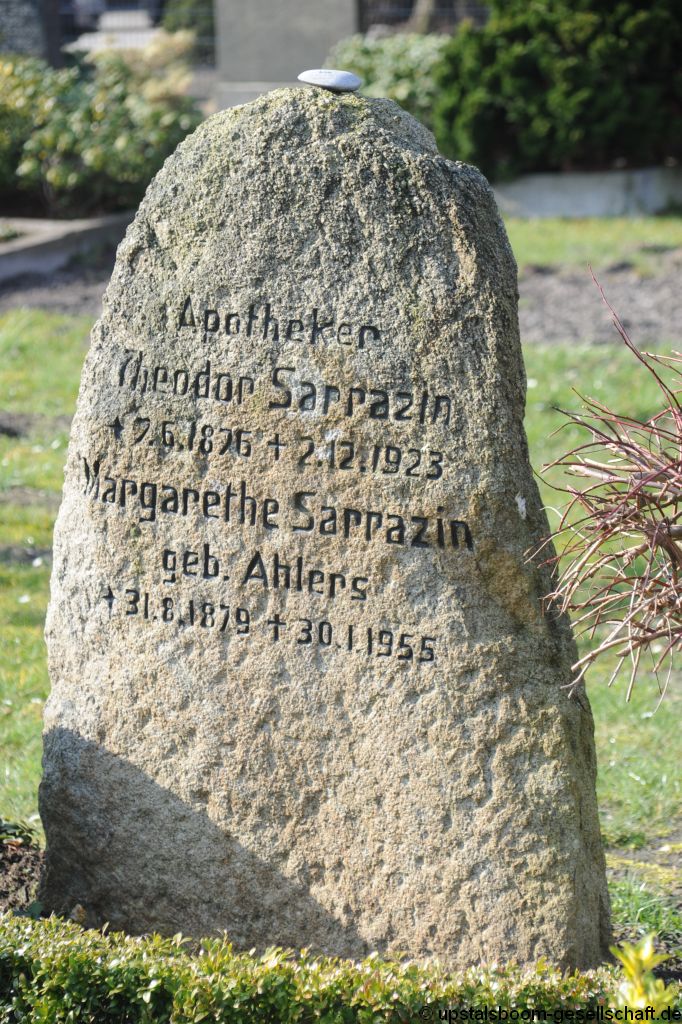 Apotheker
Theodor Sarrazin
* 9.6.1876 + 2.12.1923
Margarethe Sarrazin
geb. Ahlers
* 31.8.1879 + 30.1.1955
© upstalsboom-gesellschaft.de